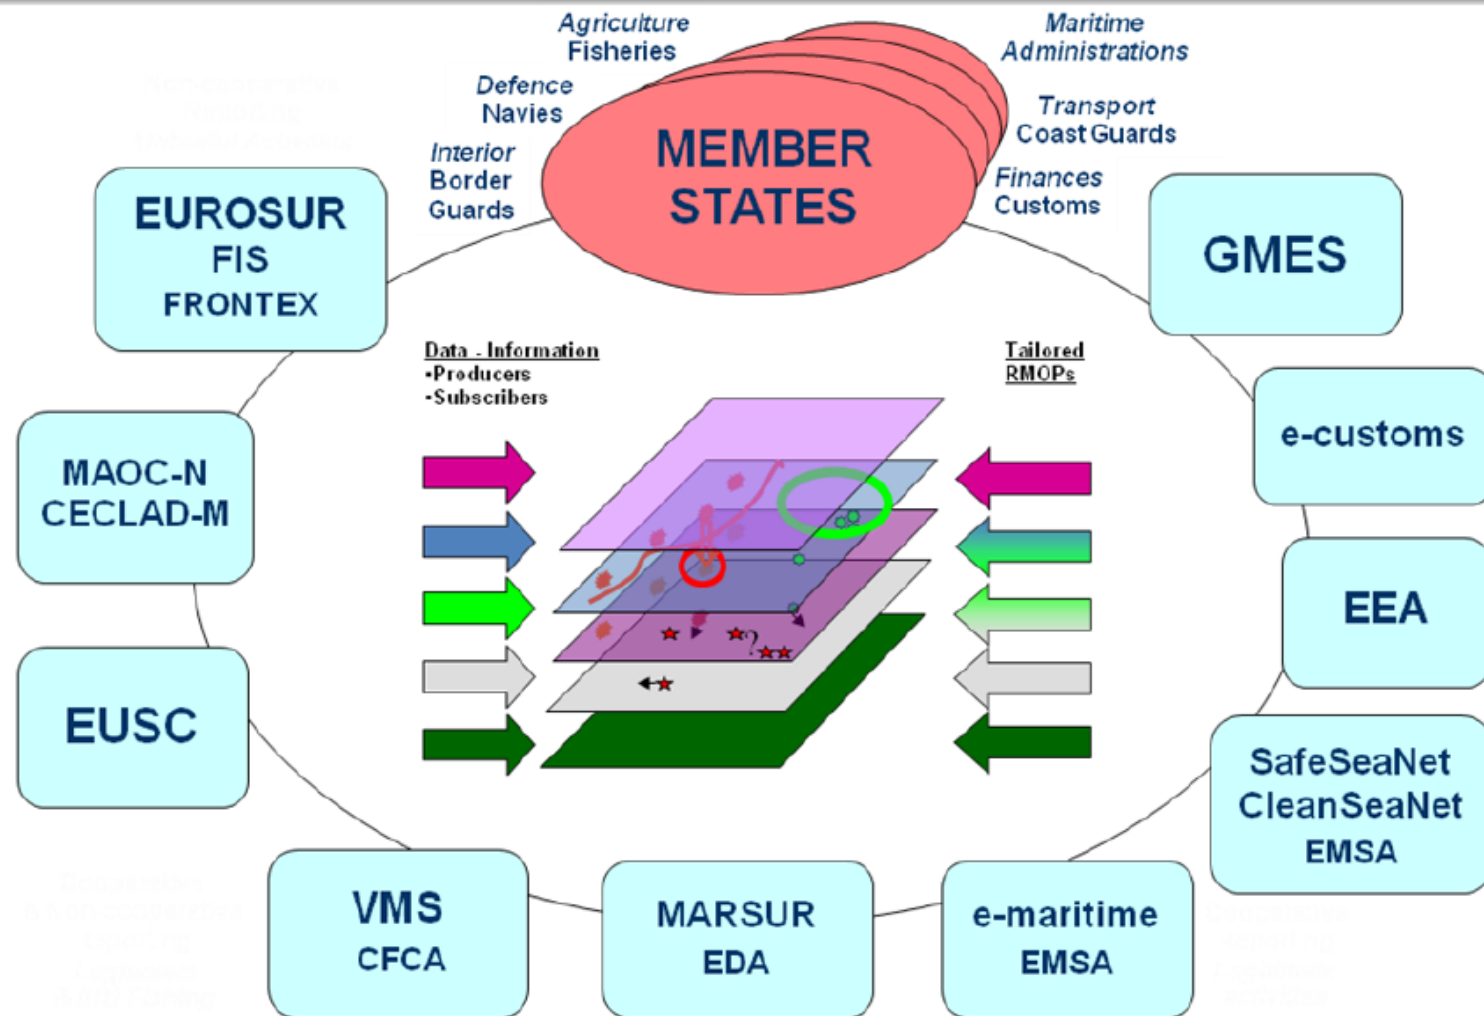 Agriculture
Fisheries
Maritime
Administrations
Defence
Navies
Transport
Coast Guards
Interior
Border
Guards
Finances
Customs
MEMBER
STATES
EUROSUR
FIS
FRONTEX
GMES
Data - Information
-Producers
-Subscribers
Tailored
RMOPs
e-customs
MAOC-N
CECLAD-M
EEA
?
EUSC
SafeSeaNet
CleanSeaNet
EMSA
VMS
CFCA
MARSUR
EDA
e-maritime
EMSA